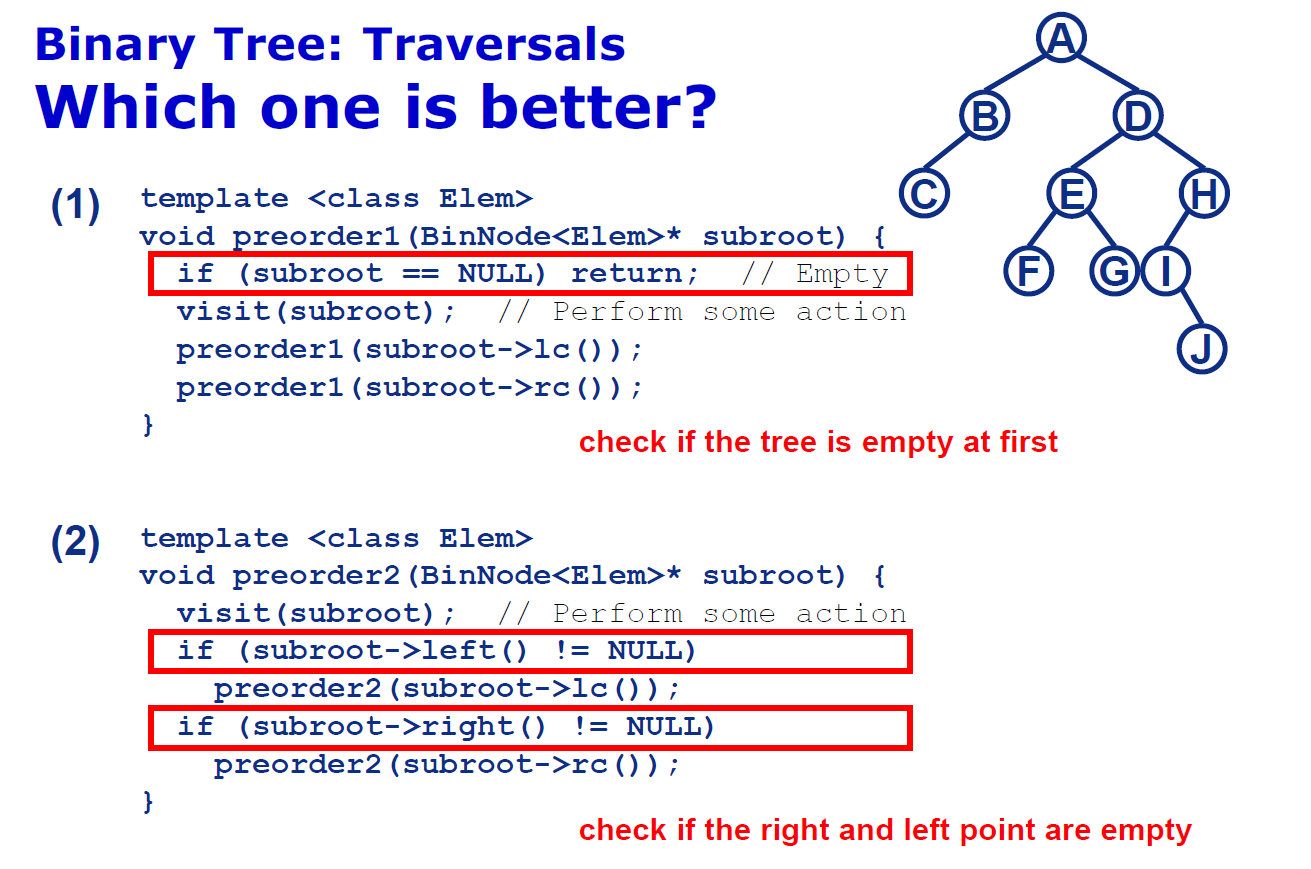 Binary Tree: Traversals
Which one is better?
A
B D
C E H
F G I
J
(1) template <class Elem>
void preorder1(BinNode<Elem>* subroot) {
if (subroot == NULL) return; // Empty
visit(subroot); // Perform some action
preorder1(subroot->lc());
preorder1(subroot->rc());
}
check if the tree is empty at first
(2) template <class Elem>
void preorder2(BinNode<Elem>* subroot) {
visit(subroot); // Perform some action
if (subroot->left() != NULL)
preorder2(subroot->lc());
if (subroot->right() != NULL)
preorder2(subroot->rc());
}
check if the right and left point are empty